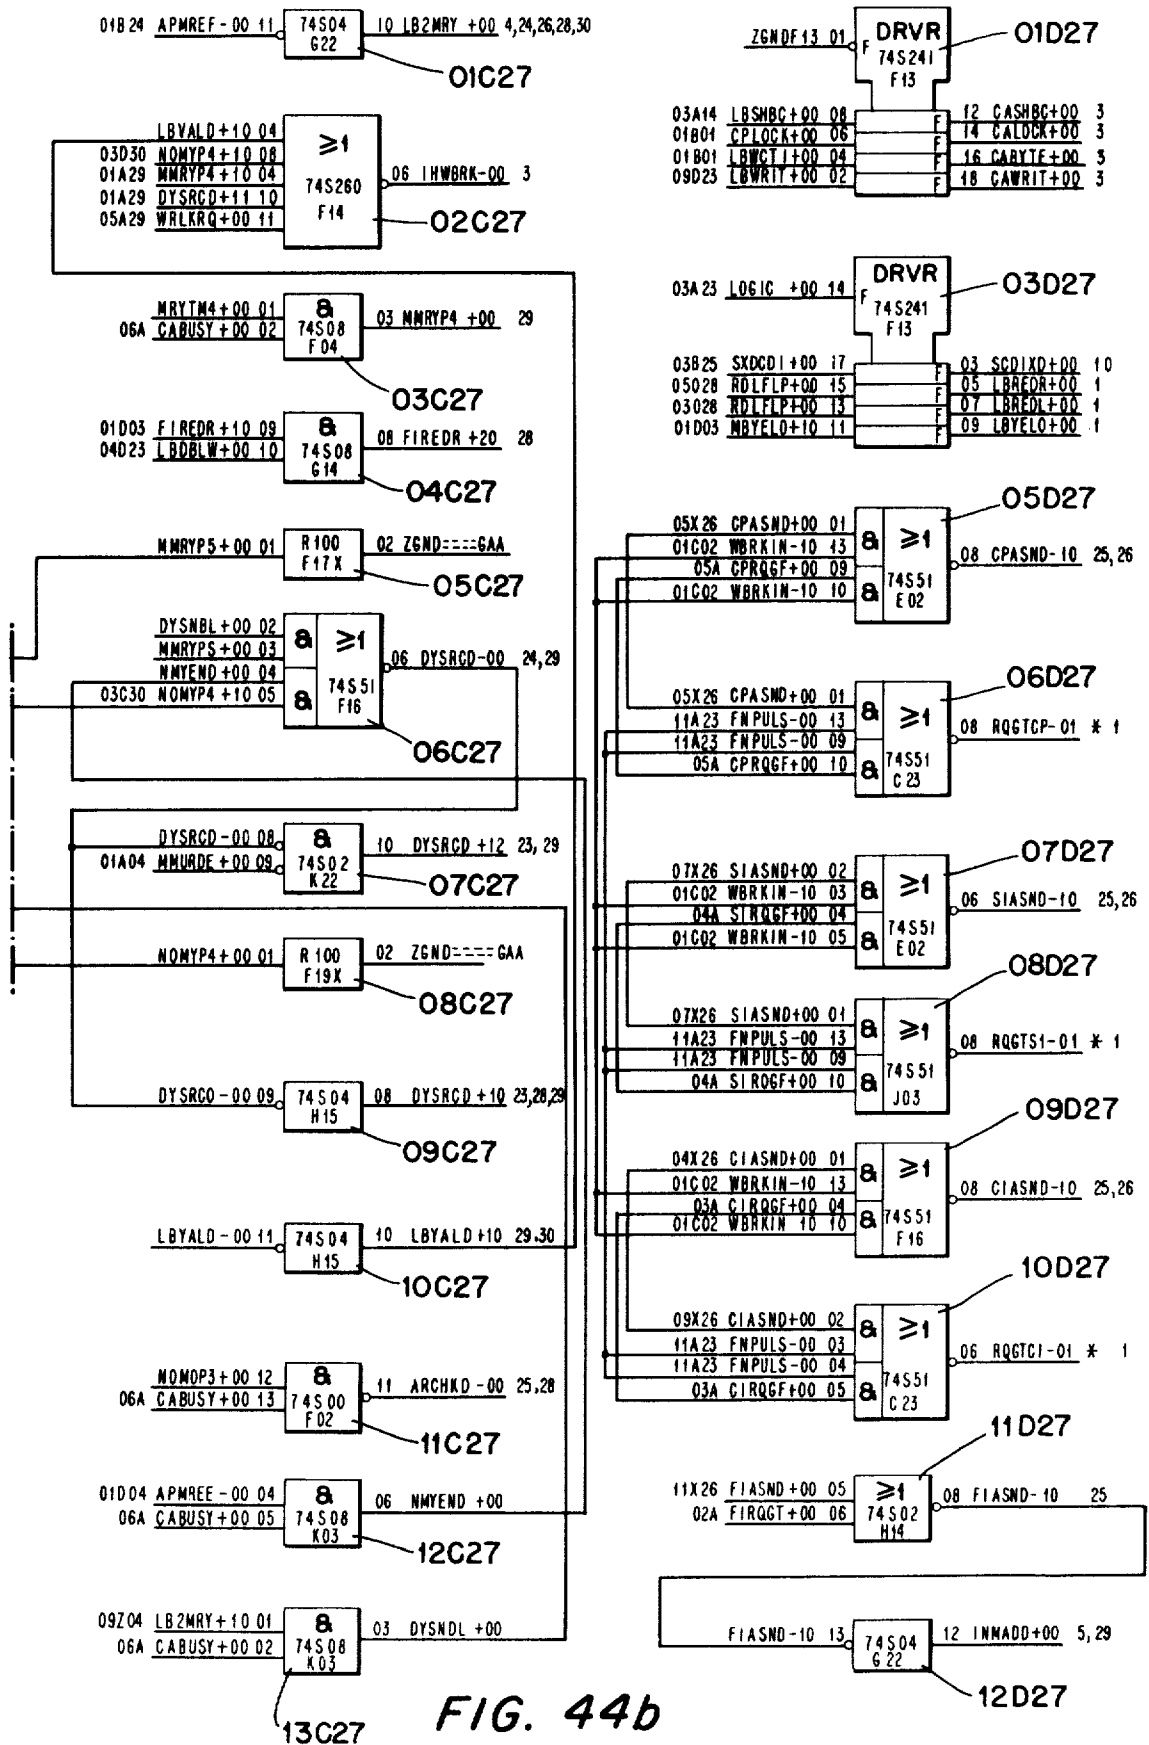 01B24 APMREF-00 11 74S04 G22 10 LB2MRY +00 4,24,26,28,30
01C27
LBVALD+10 04
03D30 NOMYP4+10 08
01A29 MMRYP4+10 04
01A29 DYSRCD+11 10
05A29 WRLKRQ+00 11
≥1
74S260
F14
06 IHWBRK-00 3
02C27
MRYTM4+00 01
06A CABUSY+00 02
&
74S08
F04
03 MMRYP4 +00 29
03C27
01D03 FIREDR+10 09
04D23 LBDBLW+00 10
&
74S08
G14
08 FIREDR +20 28
04C27
MMRYP5+00 01
R100
F17X
02 ZGND====GAA
05C27
DYSNBL+00 02
MMRYPS+00 03
NMYEND+00 04
03C30 NOMYP4+10 05
& ≥1
&
74S51
F16
06 DYSRCD-00 24,29
06C27
DYSRCD-00 08
01A04 MMURDE+00 09
&
74S02
K22
10 DYSRCD+12 23,29
07C27
NOMYP4+00 01
R100
F19X
02 ZGND====GAA
08C27
DYSRCO-00 09
74S04
H15
08 DYSRCD+10 23,28,29
09C27
LBYALD-00 11
74S04
H15
10 LBYALD+10 29,30
10C27
NOMOP3+00 12
06A CABUSY+00 13
&
74S00
F02
11 ARCHKD-00 25,28
11C27
01D04 APMREE-00 04
06A CABUSY+00 05
&
74S08
K03
06 NMYEND +00
12C27
09Z04 LB2MRY+10 01
06A CABUSY+00 02
&
74S08
K03
03 DYSNDL +00
13C27
ZGNDF13 01
F
DRVR
74S241
F13
01D27
03A14 LBSHBC+00 08 F 12 CASHBC+00 3
01B01 CPLOCK+00 06 F 14 CALOCK+00 3
01B01 LBWCT1+00 04 F 16 CABYTE+00 3
09D23 LBWRIT+00 02 F 18 CAWRIT+00 3
03A23 LOGIC +00 14
F
DRVR
74S241
F13
03D27
03B25 SXDCD1+00 17 F 03 SCDIXD+00 10
05028 RDLFLP+00 15 F 05 LBREDR+00 1
03028 RDLFLP+00 13 F 07 LBREDL+00 1
01D03 MBYELO+10 11 F 09 LBYELO+00 1
05X26 CPASND+00 01
01C02 WBRKIN-10 13
05A CPRQGF+00 09
01C02 WBRKIN-10 10
& ≥1
&
74S51
E02
08 CPASND-10 25,26
05D27
05X26 CPASND+00 01
11A23 FNPULS-00 13
11A23 FNPULS-00 09
05A CPRQGF+00 10
& ≥1
&
74S51
C23
08 RQGTCP-01 * 1
06D27
07X26 SIASND+00 02
01C02 WBRKIN-10 03
04A SIRQGF+00 04
01C02 WBRKIN-10 05
& ≥1
&
74S51
E02
06 SIASND-10 25,26
07D27
07X26 SIASND+00 01
11A23 FNPULS-00 13
11A23 FNPULS-00 09
04A SIROGF+00 10
& ≥1
&
74S51
J03
08 RQGTS1-01 * 1
08D27
04X26 CIASND+00 01
01C02 WBRKIN-10 13
03A CIRQGF+00 04
01C02 WBRKIN 10 10
& ≥1
&
74S51
F16
08 CIASND-10 25,26
09D27
09X26 CIASND+00 02
11A23 FNPULS-00 03
11A23 FNPULS-00 04
03A CIRQGF+00 05
& ≥1
&
74S51
C23
06 RQGTCI-01 * 1
10D27
11X26 FIASND+00 05
02A FIRQGT+00 06
≥1
74S02
H14
08 FIASND-10 25
11D27
FIASND-10 13
74S04
G22
12 INMADD+00 5,29
12D27
FIG. 44b